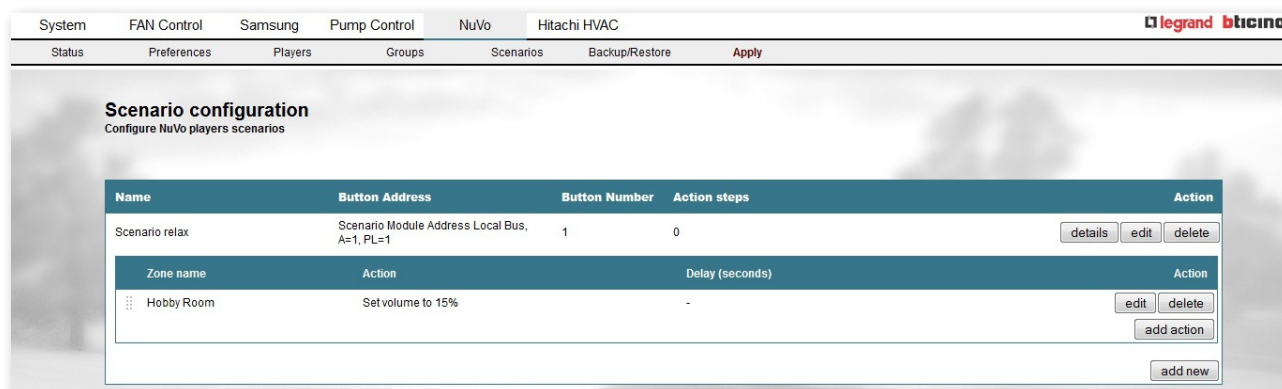 System FAN Control Samsung Pump Control NuVo Hitachi HVAC legrand bticino
Status Preferences Players Groups Scenarios Backup/Restore Apply
Scenario configuration
Configure NuVo players scenarios
Name Button Address Button Number Action steps Action
Scenario relax Scenario Module Address Local Bus, 1 0 details edit delete
A=1, PL=1
Zone name Action Delay (seconds) Action
Hobby Room Set volume to 15% - edit delete
add action
add new